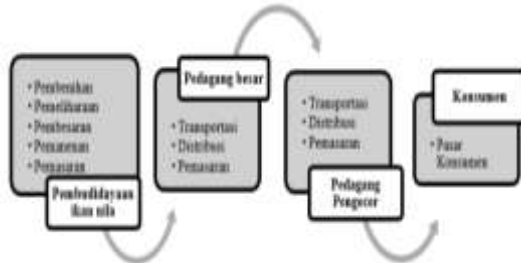 • Pembenihan
• Pemeliharaan
• Pembesaran
• Pemanenan
• Pemasaran
Pembudidayaan
ikan nila
Pedagang besar
• Transportasi
• Distribusi
• Pemasaran
• Transportasi
• Distribusi
• Pemasaran
Pedagang
Pengecer
Konsumen
• Pasar
Konsumen